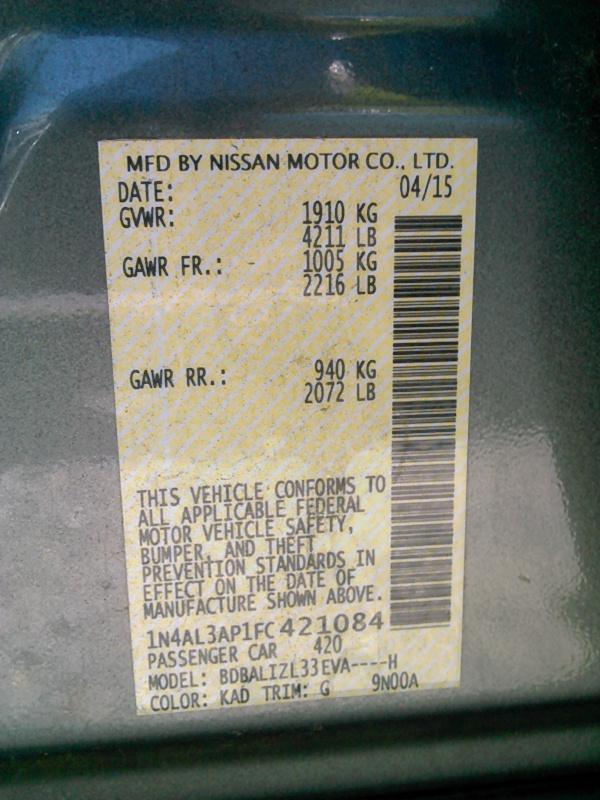 MFD BY NISSAN MOTOR CO., LTD.
DATE: 04/15
GVWR: 1910 KG
4211 LB
GAWR FR.: 1005 KG
2216 LB
GAWR RR.: 940 KG
2072 LB
THIS VEHICLE CONFORMS TO
ALL APPLICABLE FEDERAL
MOTOR VEHICLE SAFETY,
BUMPER, AND THEFT
PREVENTION STANDARDS IN
EFFECT ON THE DATE OF
MANUFACTURE SHOWN ABOVE.
1N4AL3AP1FC421084
PASSENGER CAR 420
MODEL: BDBALIZL33EVA----H
COLOR: KAD TRIM: G 9N00A